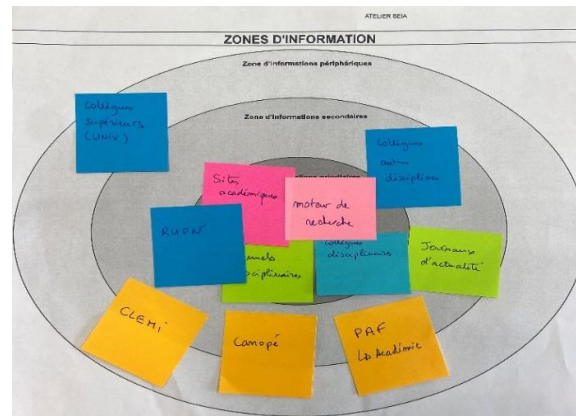 ATELIER BEIA
ZONES D'INFORMATION
Zone d'informations périphériques
Zone d'informations secondaires
Collègues
supérieurs
(UNIV.)
Collègues
autres
disciplines
Sites
académiques
moteur de
recherche
RUPN
disciplinaires
collègues
disciplinaires
Journaux
d'actualité
CLEMI
Canopé
PAF
Académie